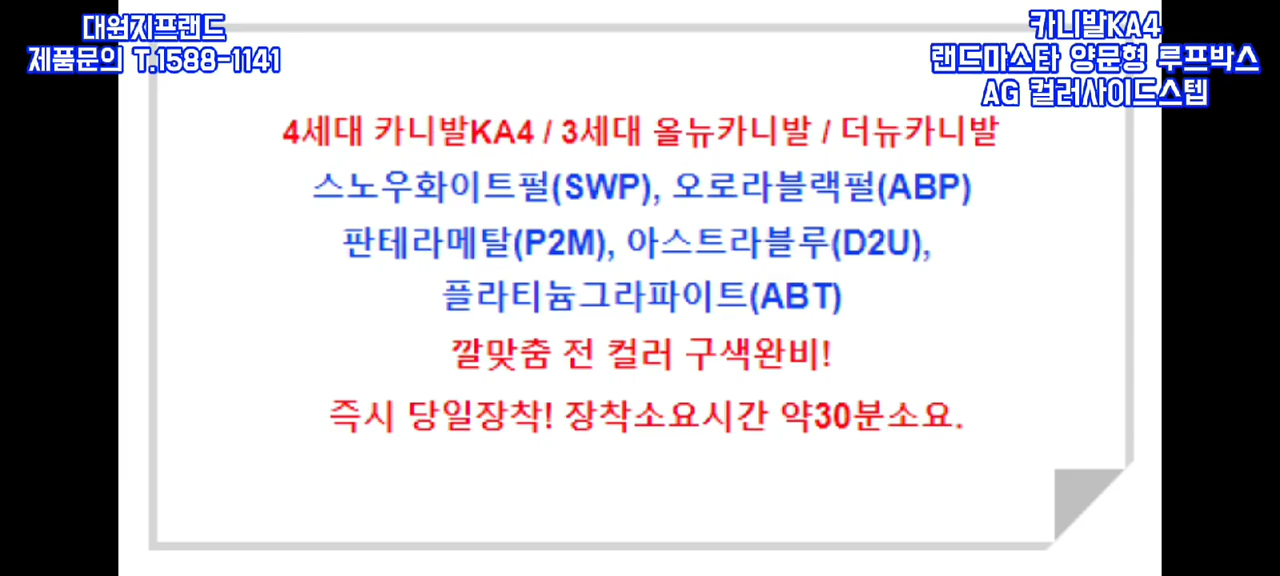 대원지프랜드
제품문의 T.1588-1141
카니발KA4
랜드마스타 양문형 루프박스
AG 컬러사이드스텝
4세대 카니발KA4 / 3세대 올뉴카니발 / 더뉴카니발
스노우화이트펄(SWP), 오로라블랙펄(ABP)
판테라메탈(P2M), 아스트라블루(D2U),
플라티늄그라파이트(ABT)
깔맞춤 전 컬러 구색완비!
즉시 당일장착! 장착소요시간 약30분소요.